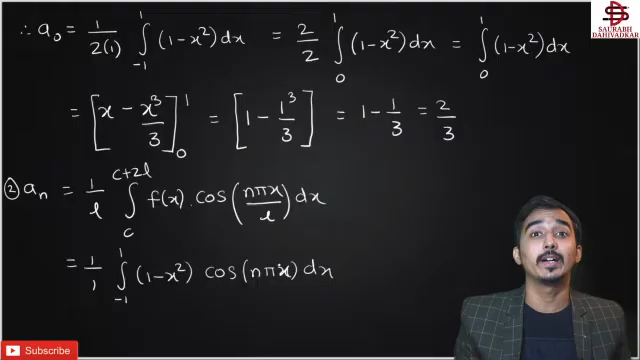 ∴ a₀ = 1/2(1) ∫₋₁¹ (1-x²)dx = 2/2 ∫₀¹ (1-x²)dx = ∫₀¹ (1-x²)dx
= [x - x³/3]₀¹ = [1 - 1³/3] = 1 - 1/3 = 2/3
② aₙ = 1/l ∫_c^(c+2l) f(x).cos(nπx/l)dx
= 1/1 ∫₋₁¹ (1-x²) cos(nπx)dx
SAURABH
DAHIVADKAR
Subscribe